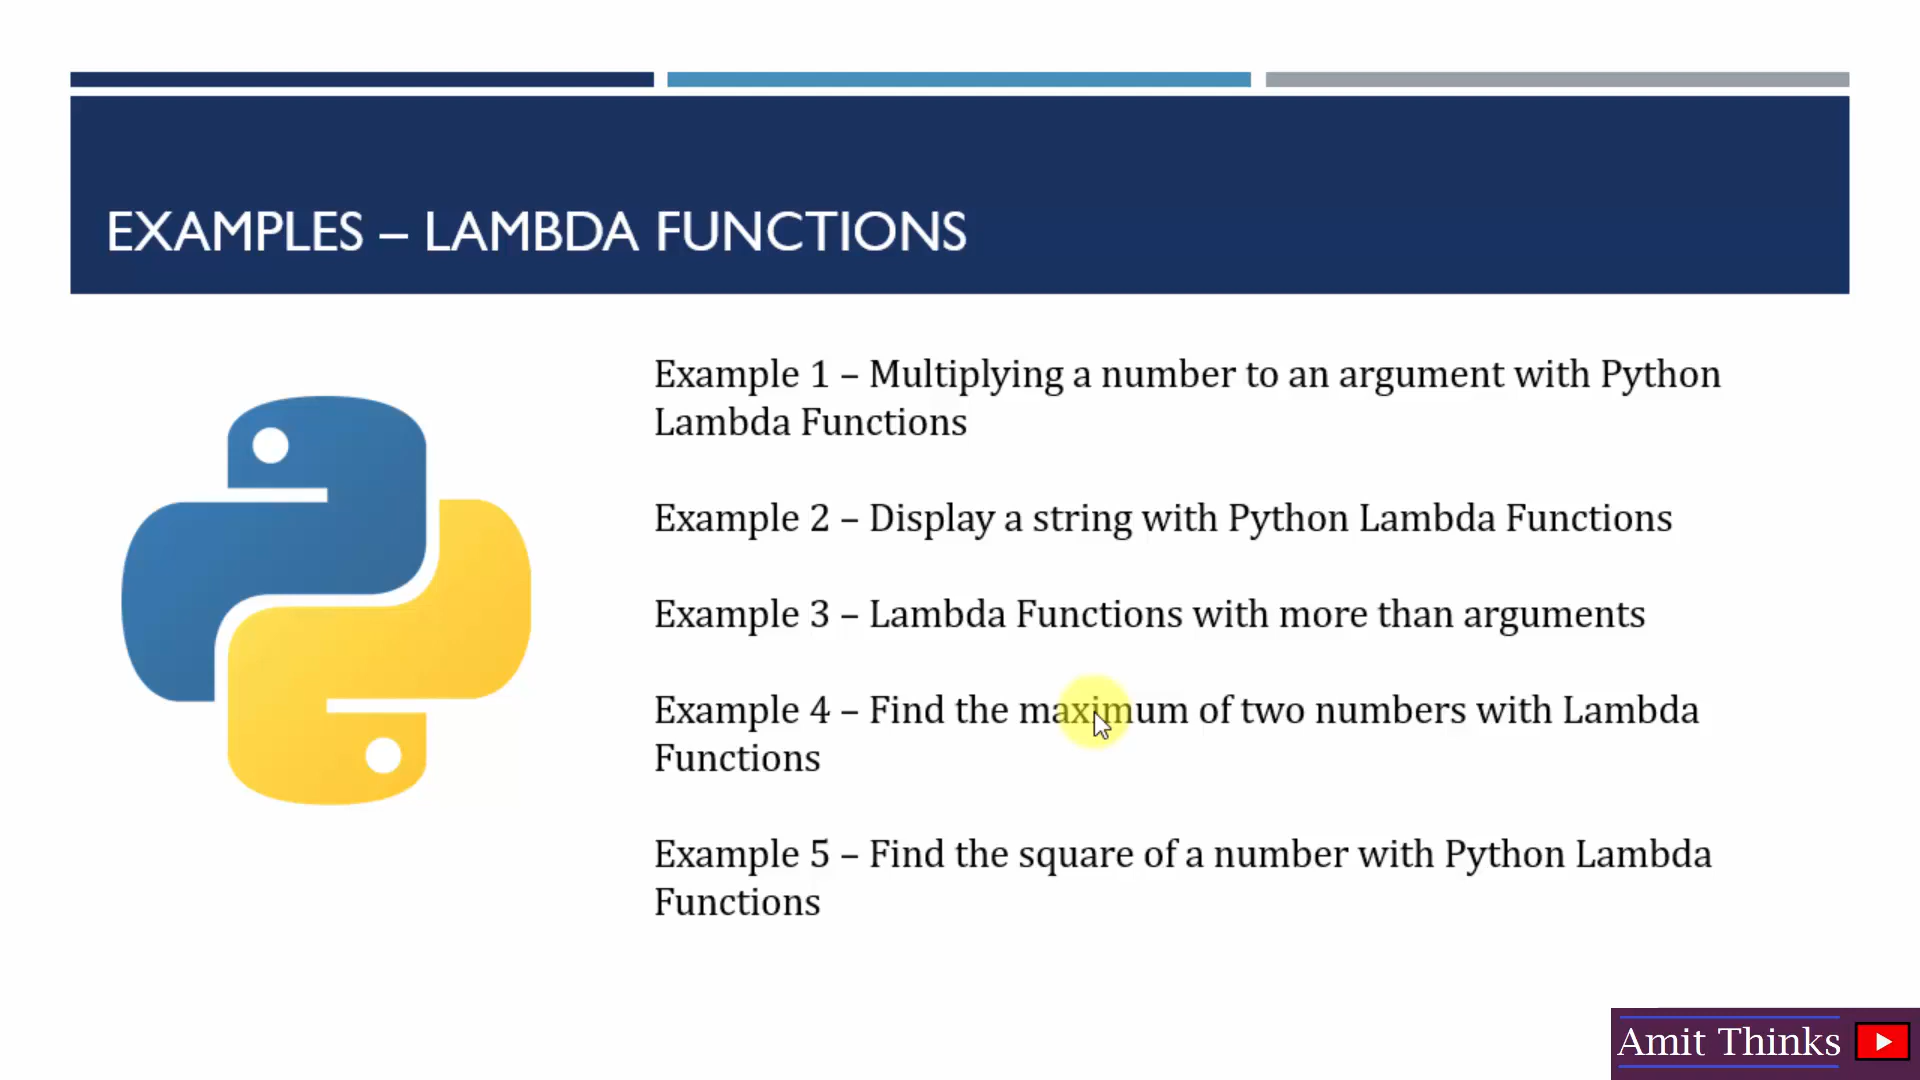 EXAMPLES – LAMBDA FUNCTIONS
Example 1 – Multiplying a number to an argument with Python
Lambda Functions
Example 2 – Display a string with Python Lambda Functions
Example 3 – Lambda Functions with more than arguments
Example 4 – Find the maximum of two numbers with Lambda
Functions
Example 5 – Find the square of a number with Python Lambda
Functions
Amit Thinks